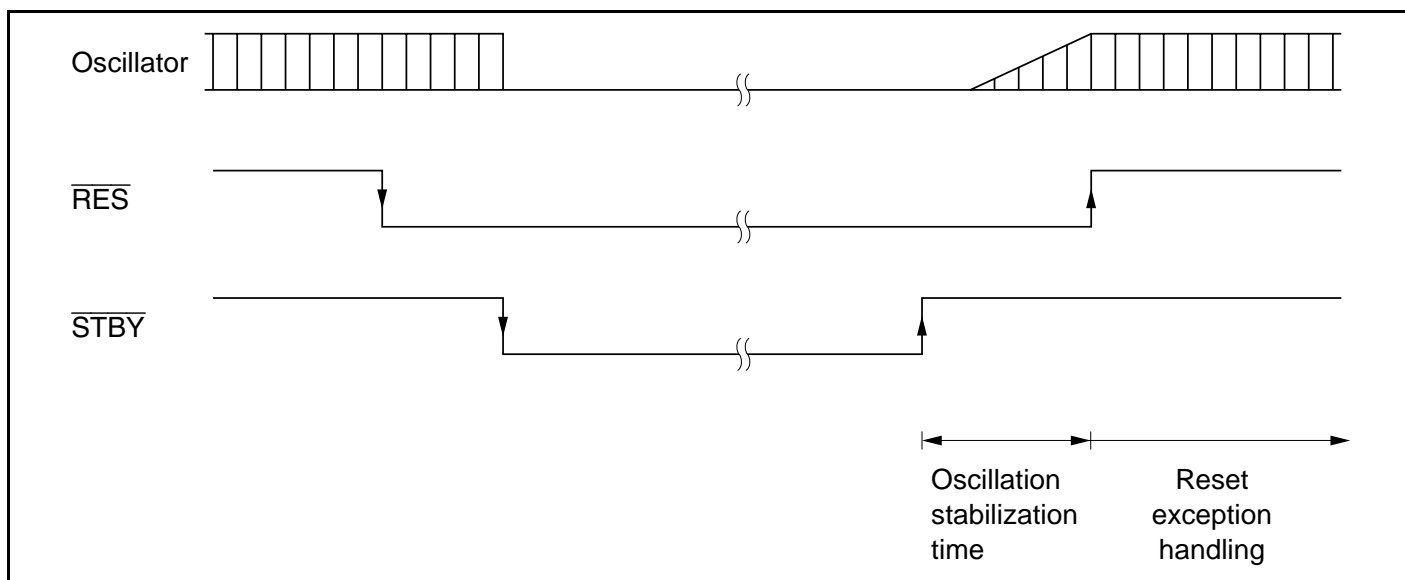 Oscillator
RES
STBY
Oscillation
stabilization
time
Reset
exception
handling